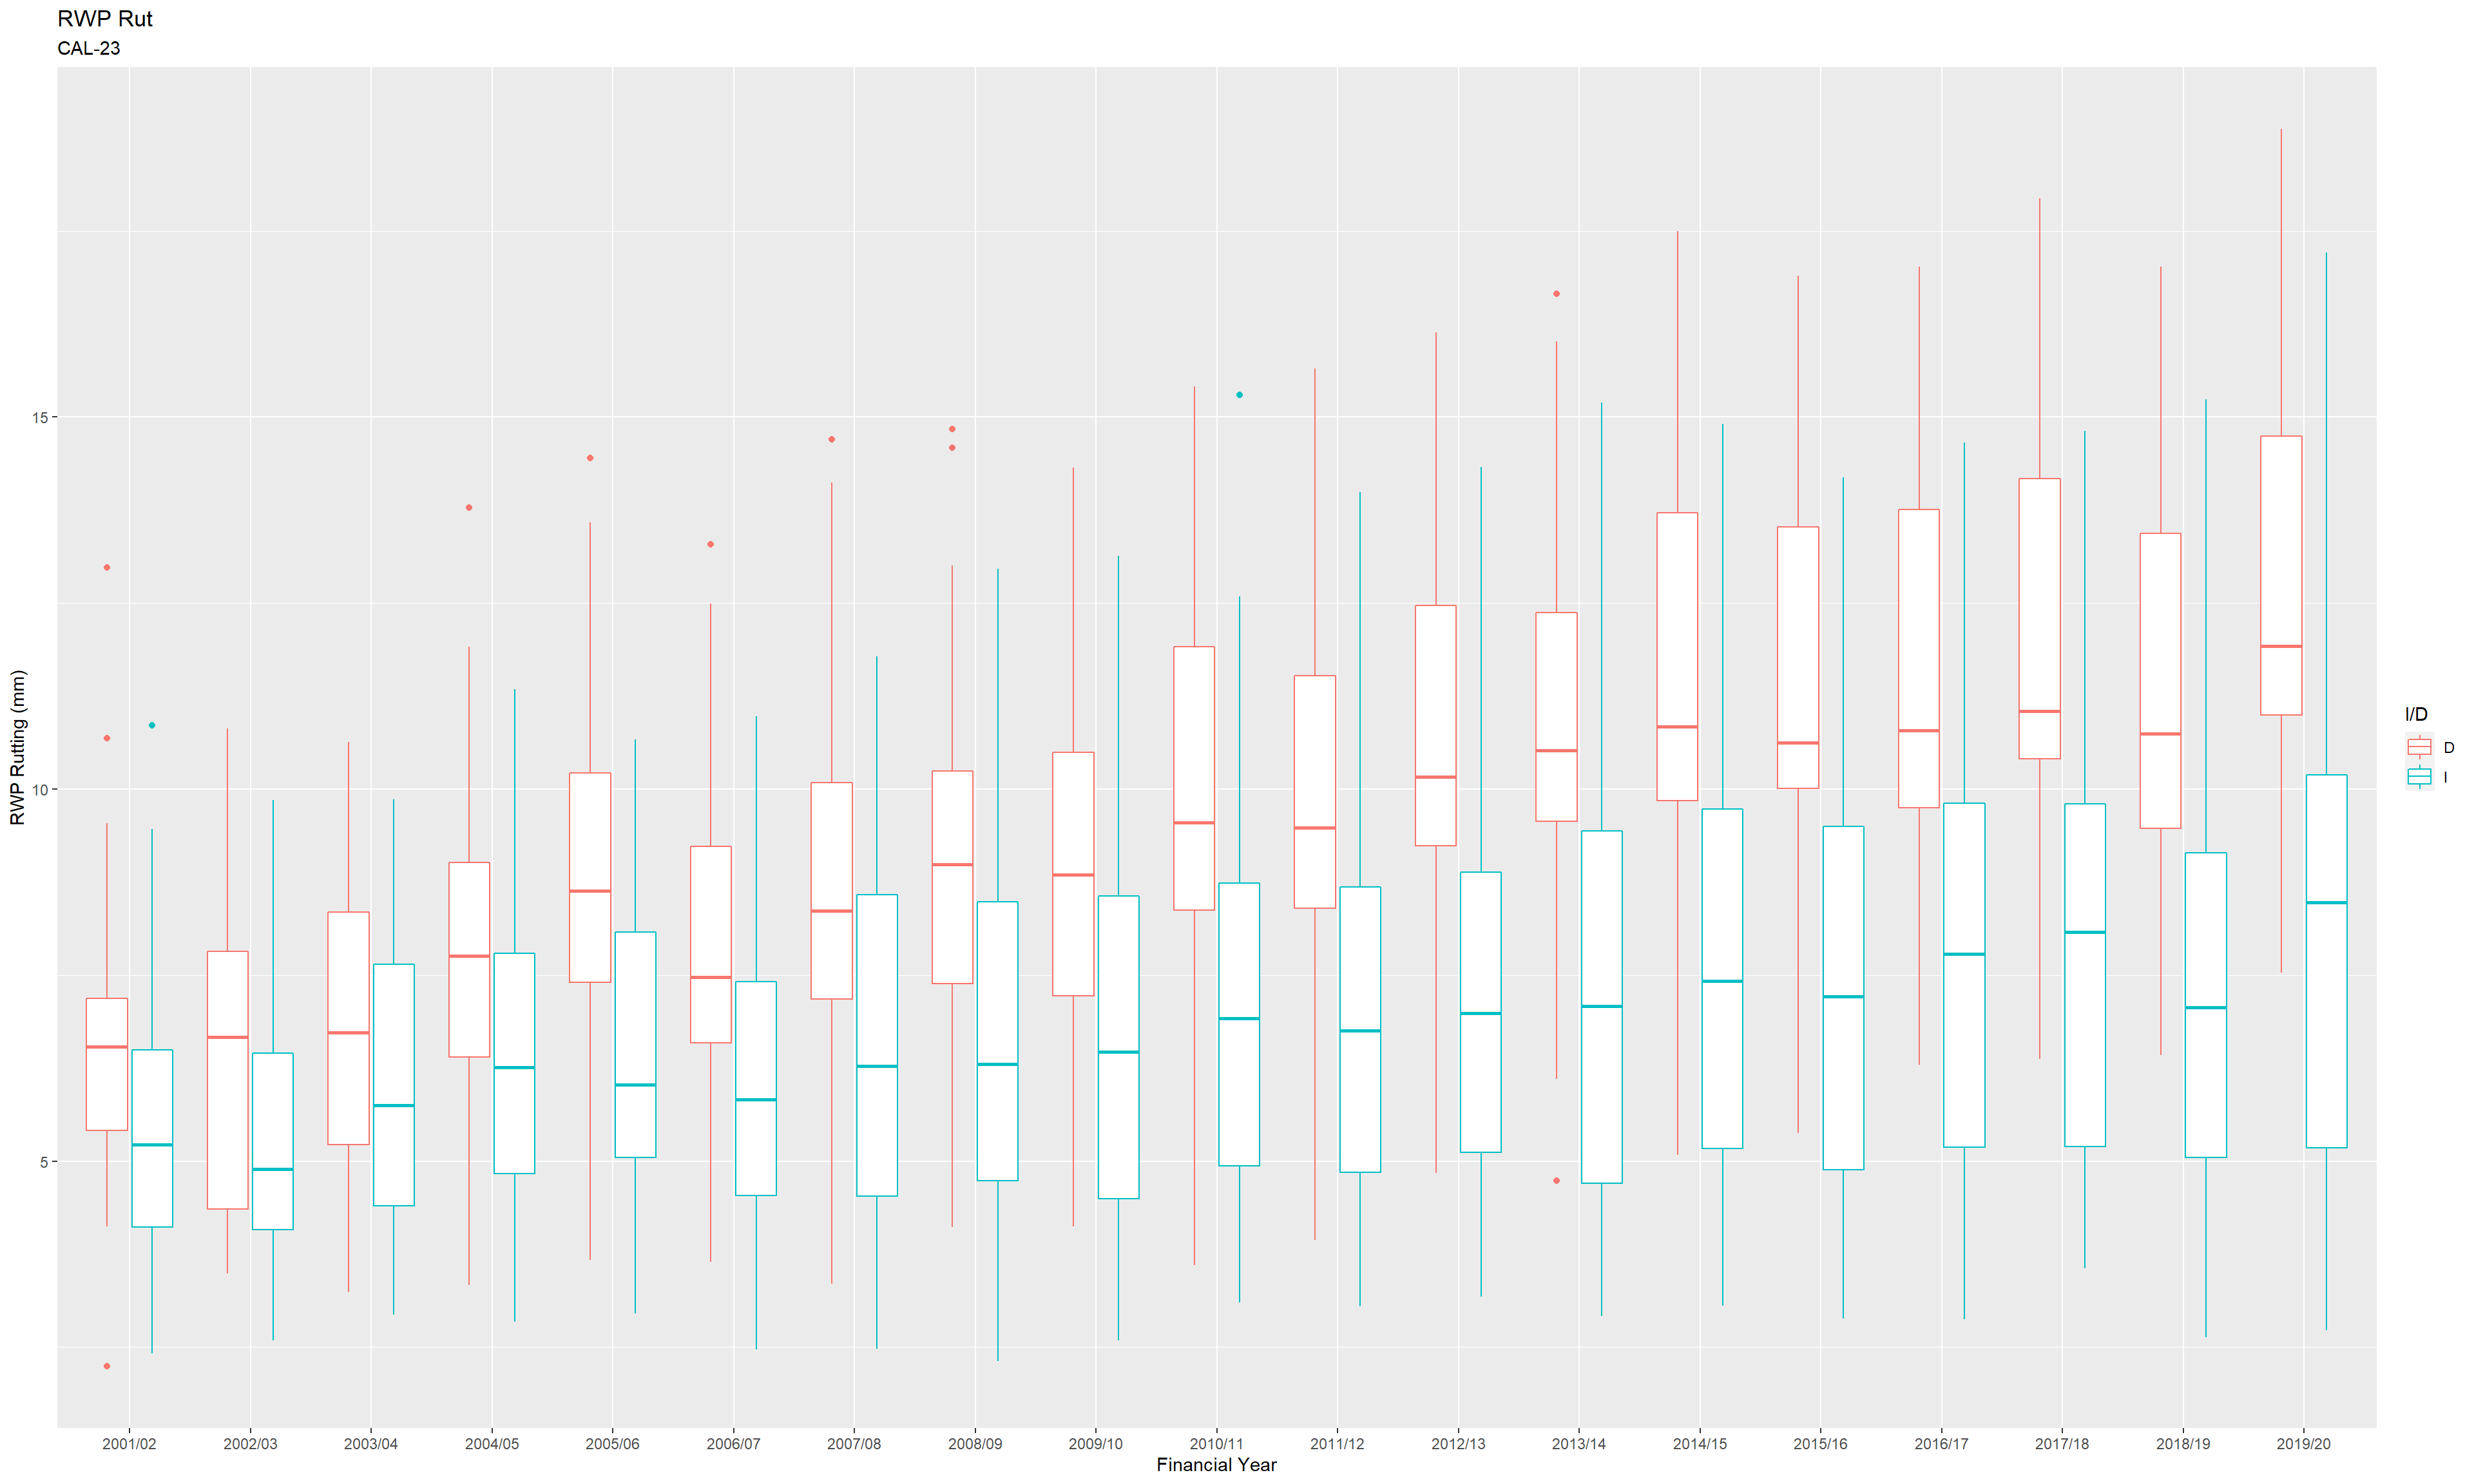 RWP Rut
CAL-23
RWP Rutting (mm)
15
10
5
2001/02 2002/03 2003/04 2004/05 2005/06 2006/07 2007/08 2008/09 2009/10 2010/11 2011/12 2012/13 2013/14 2014/15 2015/16 2016/17 2017/18 2018/19 2019/20
Financial Year
I/D
D
I